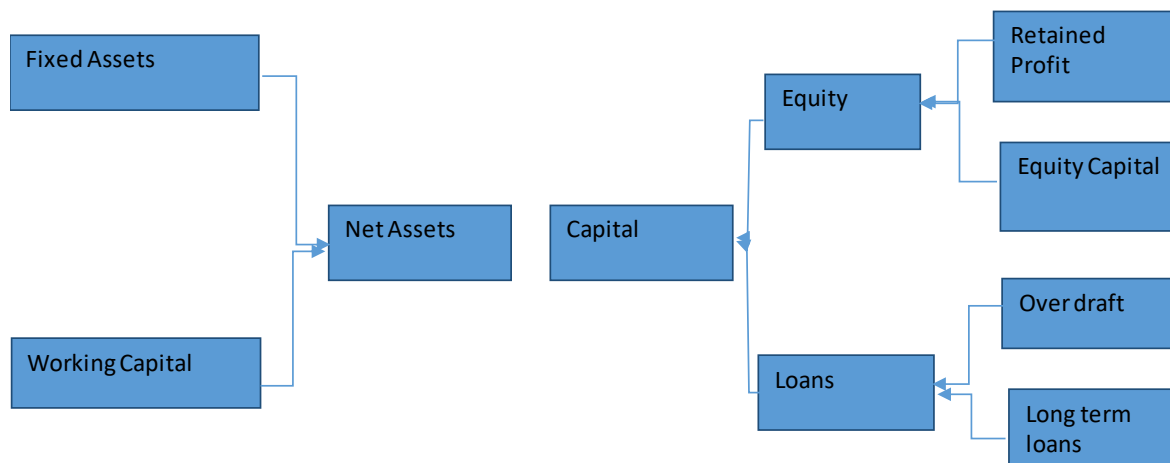 Fixed Assets
Working Capital
Net Assets
Capital
Equity
Loans
Retained
Profit
Equity Capital
Over draft
Long term
loans